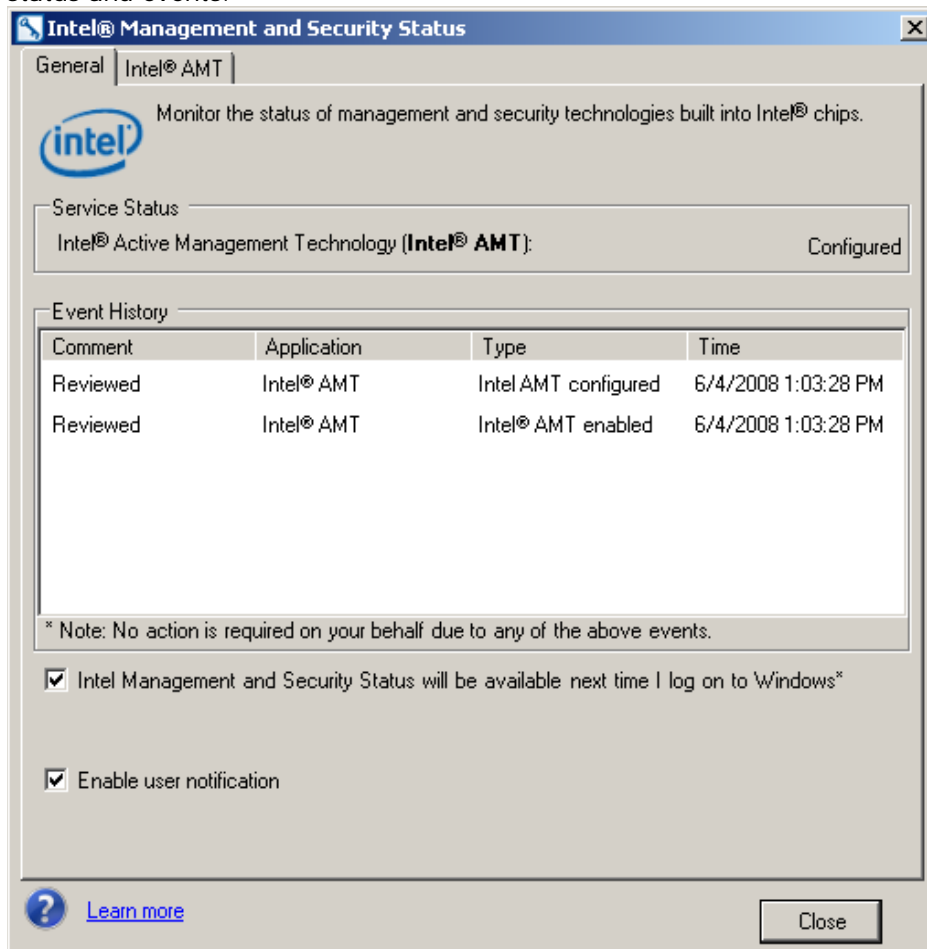 status and events.
Intel® Management and Security Status
General Intel® AMT
Monitor the status of management and security technologies built into Intel® chips.
intel
Service Status
Intel® Active Management Technology (Intel® AMT): Configured
Event History
Comment Application Type Time
Reviewed Intel® AMT Intel AMT configured 6/4/2008 1:03:28 PM
Reviewed Intel® AMT Intel® AMT enabled 6/4/2008 1:03:28 PM
* Note: No action is required on your behalf due to any of the above events.
Intel Management and Security Status will be available next time I log on to Windows*
Enable user notification
? Learn more
Close